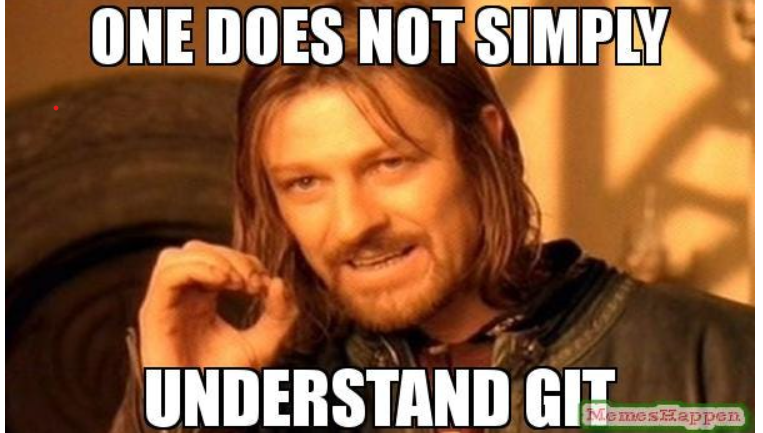 ONE DOES NOT SIMPLY
UNDERSTAND GIT
MemesHappen